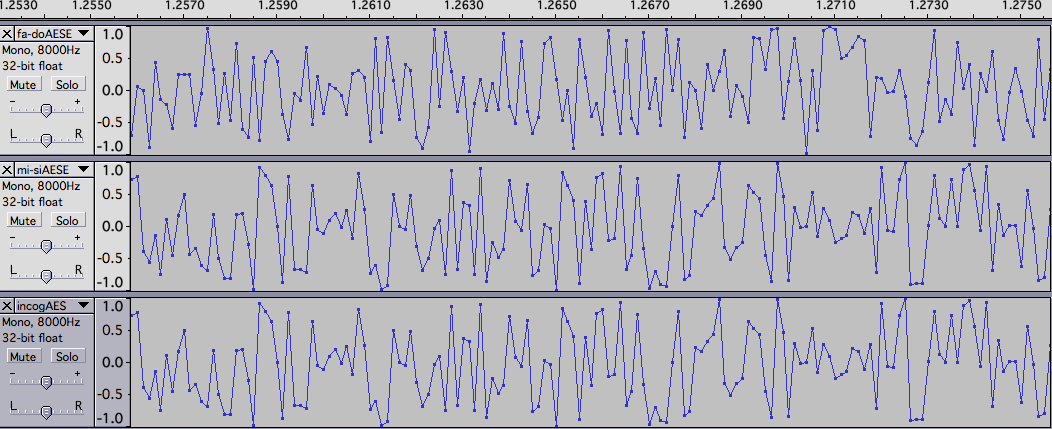 1.2530 1.2550 1.2570 1.2590 1.2610 1.2630 1.2650 1.2670 1.2690 1.2710 1.2730 1.2750
X fa-doAESE ▼ 1.0
Mono, 8000Hz
32-bit float 0.5
Mute Solo
- + 0.0
-0.5
L R
-1.0
X mi-siAESE ▼ 1.0
Mono, 8000Hz
32-bit float 0.5
Mute Solo
- + 0.0
-0.5
L R
-1.0
X incogAES ▼ 1.0
Mono, 8000Hz
32-bit float 0.5
Mute Solo
- + 0.0
-0.5
L R
-1.0